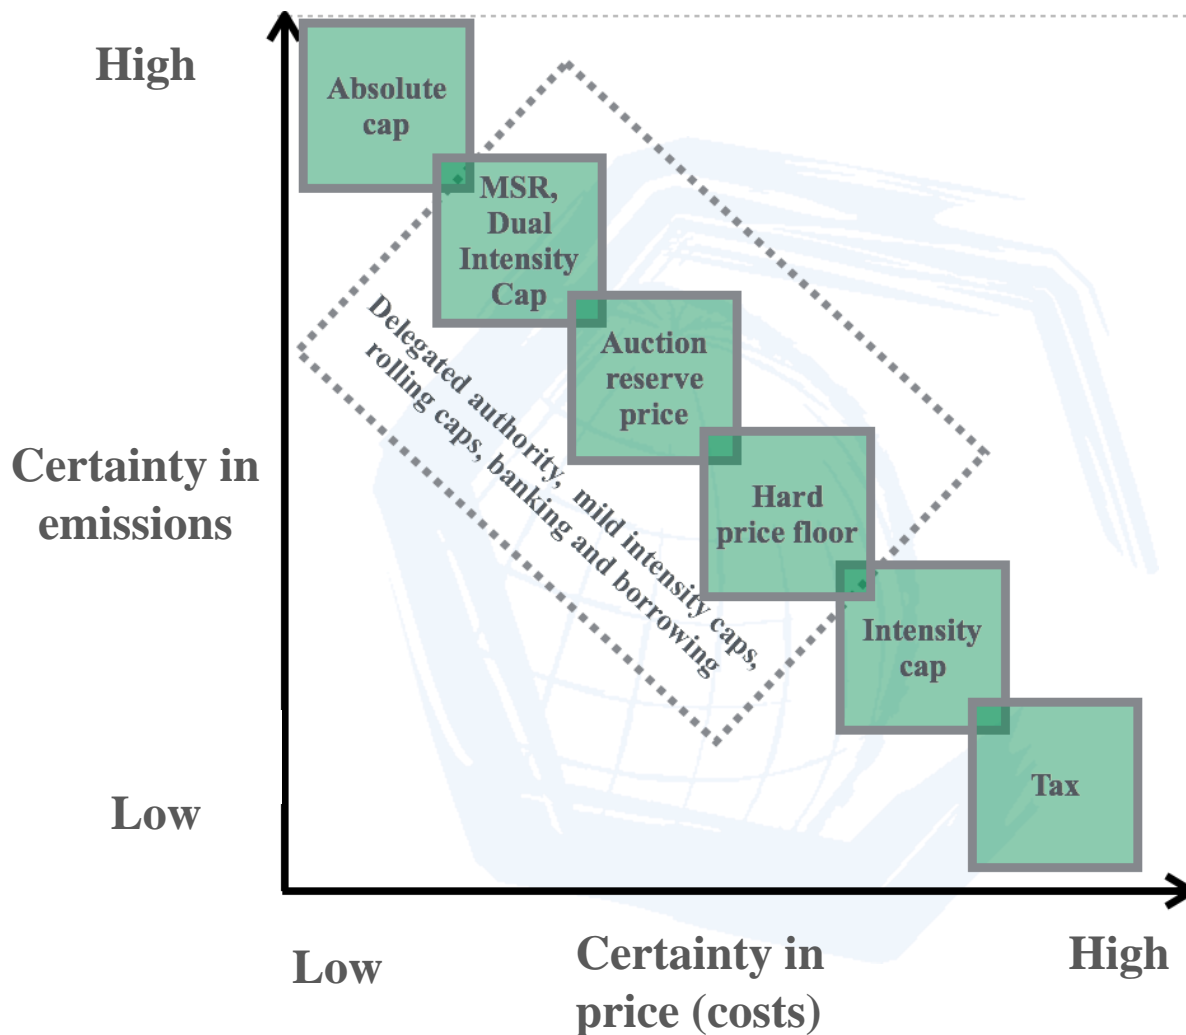 High
Absolute
cap
MSR,
Dual
Intensity
Cap
Delegated authority, mild intensity caps,
rolling caps, banking and borrowing
Auction
reserve
price
Certainty in
emissions
Hard
price floor
Intensity
cap
Low
Tax
Low
Certainty in
price (costs)
High